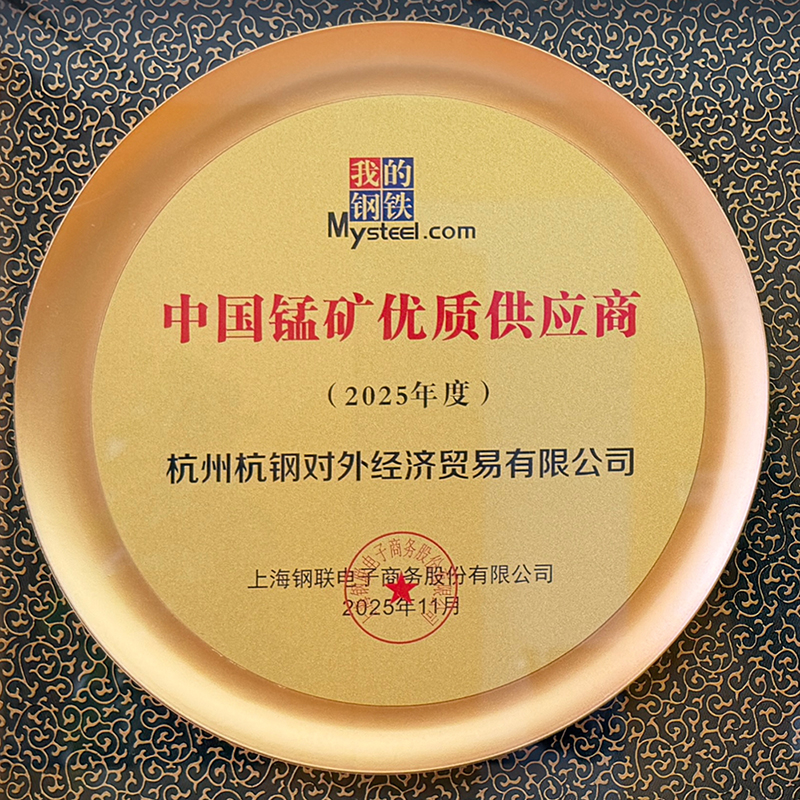 我的
钢铁
Mysteel.com
中国锰矿优质供应商
（2025年度）
杭州杭钢对外经济贸易有限公司
上海钢联电子商务股份有限公司
2025年11月